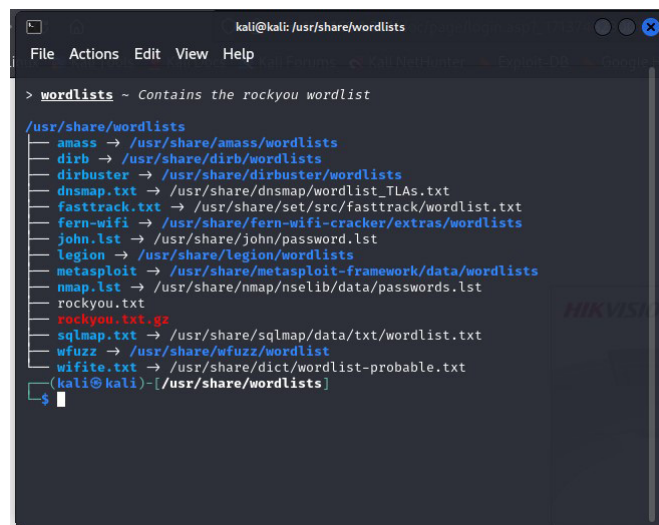 kali@kali: /usr/share/wordlists
File Actions Edit View Help
> wordlists ~ Contains the rockyou wordlist
/usr/share/wordlists
├── amass → /usr/share/amass/wordlists
├── dirb → /usr/share/dirb/wordlists
├── dirbuster → /usr/share/dirbuster/wordlists
├── dnsmap.txt → /usr/share/dnsmap/wordlist_TLAs.txt
├── fasttrack.txt → /usr/share/set/src/fasttrack/wordlist.txt
├── fern-wifi → /usr/share/fern-wifi-cracker/extras/wordlists
├── john.lst → /usr/share/john/password.lst
├── legion → /usr/share/legion/wordlists
├── metasploit → /usr/share/metasploit-framework/data/wordlists
├── nmap.lst → /usr/share/nmap/nselib/data/passwords.lst
├── rockyou.txt
├── rockyou.txt.gz
├── sqlmap.txt → /usr/share/sqlmap/data/txt/wordlist.txt
├── wfuzz → /usr/share/wfuzz/wordlist
└── wifite.txt → /usr/share/dict/wordlist-probable.txt
┌──(kali㉿kali)-[/usr/share/wordlists]
└─$
HIKVISI